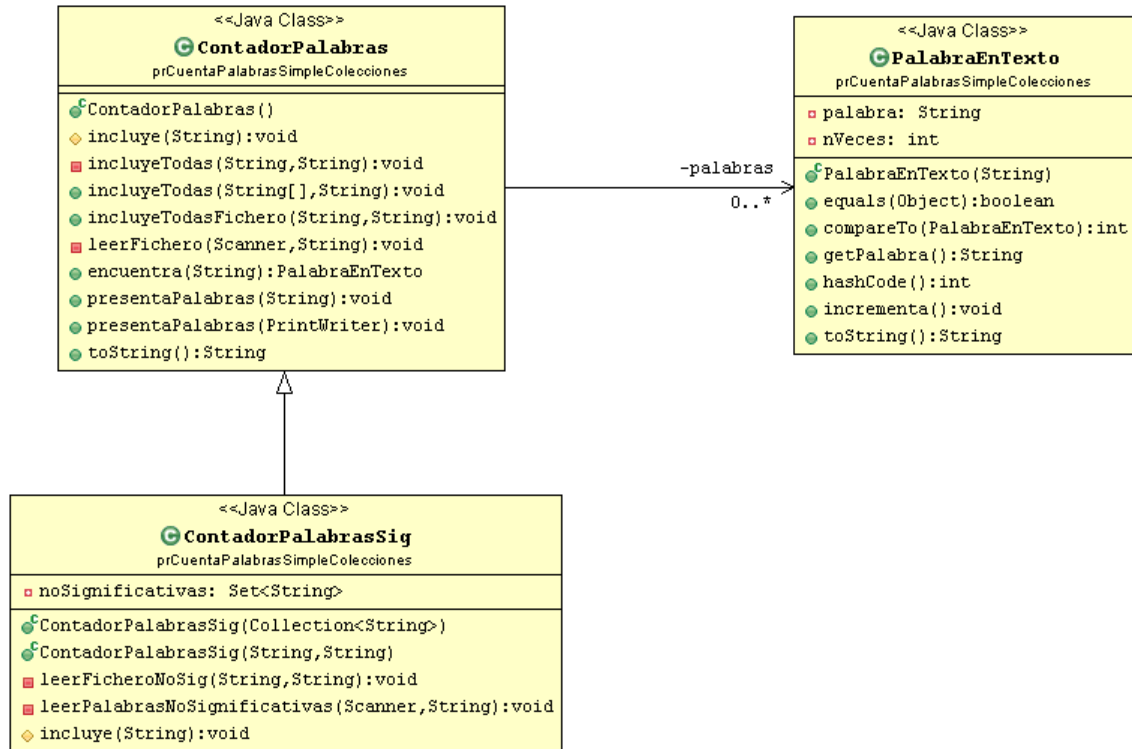 <<Java Class>>
ContadorPalabras
prCuentaPalabrasSimpleColecciones
ContadorPalabras()
incluye(String):void
incluyeTodas(String,String):void
incluyeTodas(String[],String):void
incluyeTodasFichero(String,String):void
leerFichero(Scanner,String):void
encuentra(String):PalabraEnTexto
presentaPalabras(String):void
presentaPalabras(PrintWriter):void
toString():String
-palabras
0..*
<<Java Class>>
PalabraEnTexto
prCuentaPalabrasSimpleColecciones
palabra: String
nVeces: int
PalabraEnTexto(String)
equals(Object):boolean
compareTo(PalabraEnTexto):int
getPalabra():String
hashCode():int
incrementa():void
toString():String
<<Java Class>>
ContadorPalabrasSig
prCuentaPalabrasSimpleColecciones
noSignificativas: Set<String>
ContadorPalabrasSig(Collection<String>)
ContadorPalabrasSig(String,String)
leerFicheroNoSig(String,String):void
leerPalabrasNoSignificativas(Scanner,String):void
incluye(String):void